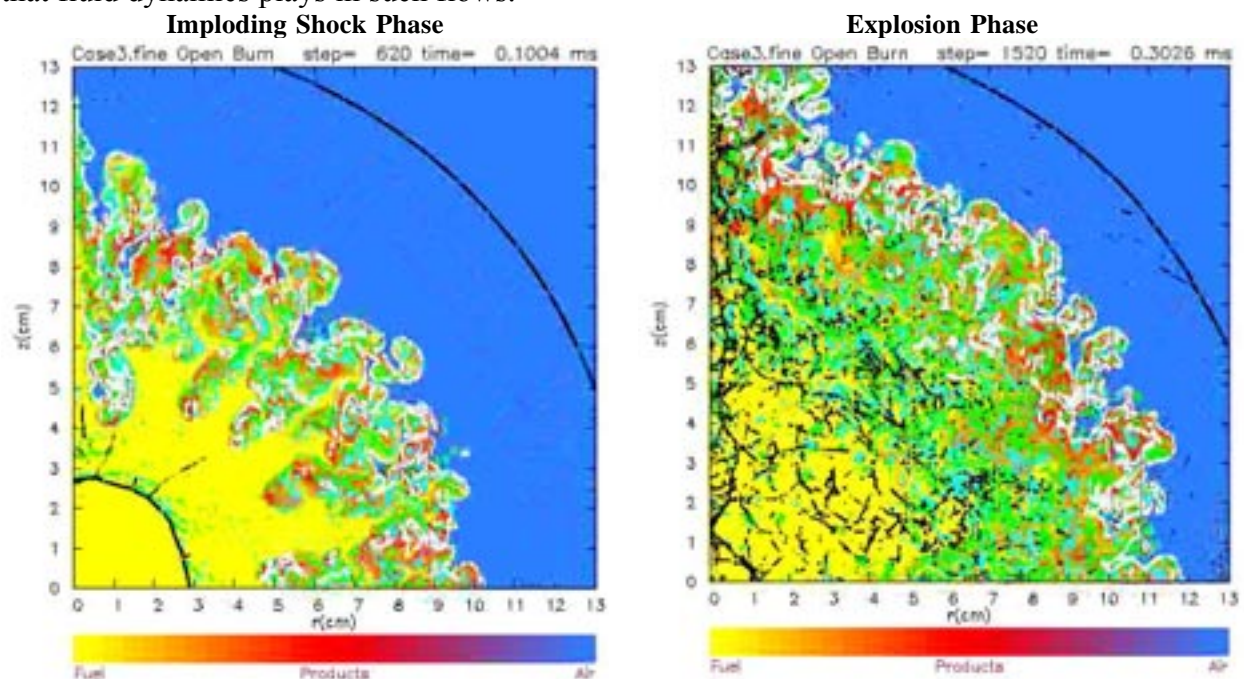 that fluid dynamics plays in such flows.
Imploding Shock Phase
Case3.fine Open Burn step= 620 time= 0.1004 ms
13
12
11
10
9
8
7
6
5
4
3
2
1
0
z(cm)
0 1 2 3 4 5 6 7 8 9 10 11 12 13
r(cm)
Fuel Products Air
Explosion Phase
Case3.fine Open Burn step= 1520 time= 0.3026 ms
13
12
11
10
9
8
7
6
5
4
3
2
1
0
z(cm)
0 1 2 3 4 5 6 7 8 9 10 11 12 13
r(cm)
Fuel Products Air